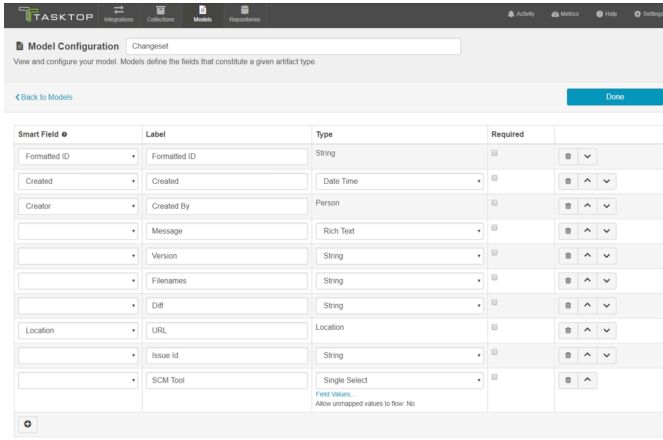 TASKTOP
Integrations
Collections
Models
Repositories
Activity
Metrics
Help
Settings
Model Configuration
Changeset
View and configure your model. Models define the fields that constitute a given artifact type.
Back to Models
Done
Smart Field Label Type Required
Formatted ID Formatted ID String
Created Created Date Time
Creator Created By Person
Message Rich Text
Version String
Filenames String
Diff String
Location URL Location
Issue Id String
SCM Tool Single Select
Field Values...
Allow unmapped values to flow: No